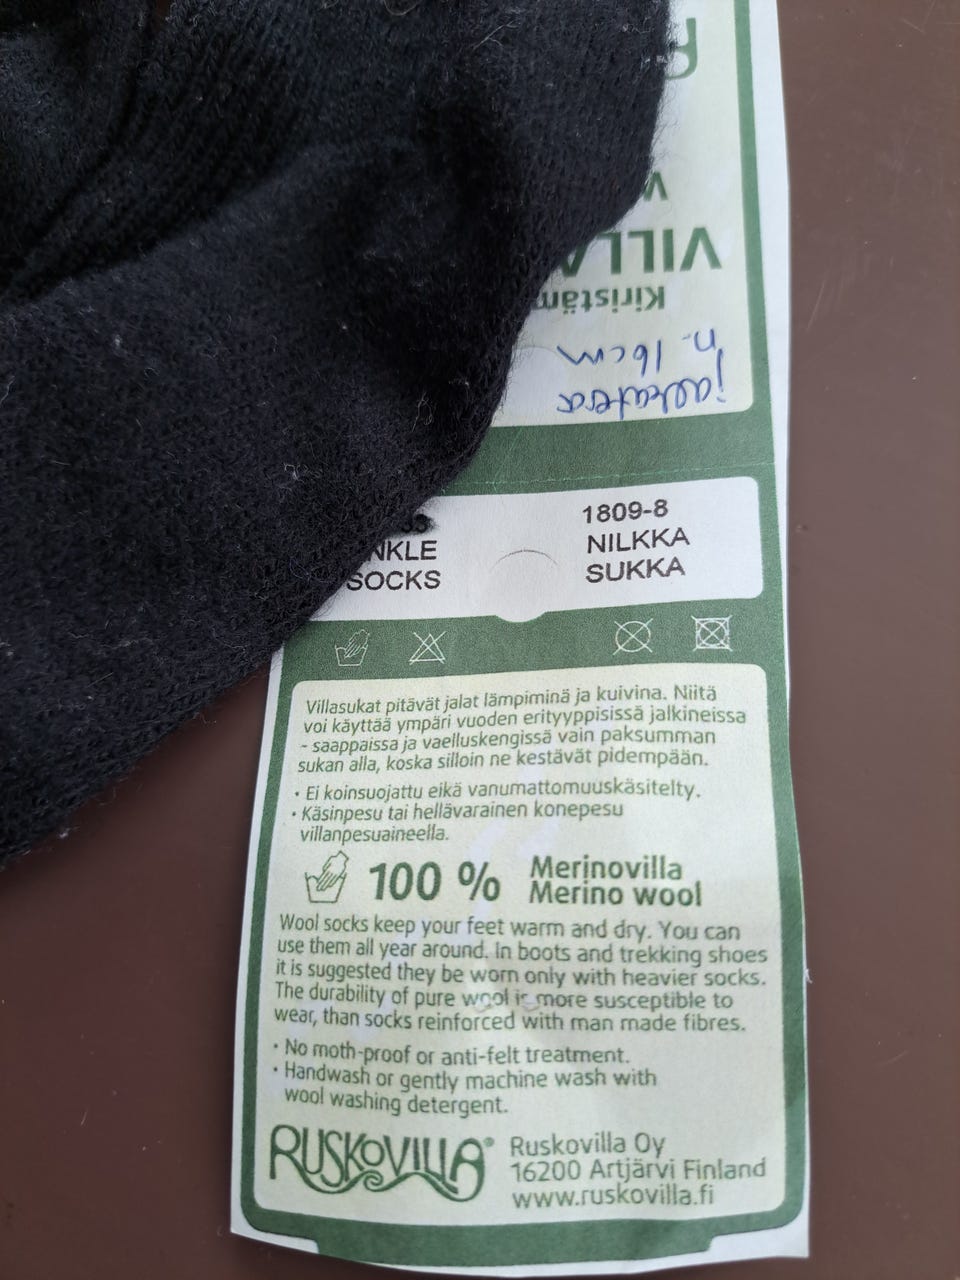 jalkaterä
n. 16cm
Kiristäm
VILLA
1809-8
NKLE
NILKKA
SOCKS
SUKKA
Villasukat pitävät jalat lämpiminä ja kuivina. Niitä
voi käyttää ympäri vuoden erityyppisissä jalkineissa
- saappaissa ja vaelluskengissä vain paksumman
sukan alla, koska silloin ne kestävät pidempään.
• Ei koinsuojattu eikä vanumattomuuskäsitelty.
• Käsinpesu tai hellävarainen konepesu
villanpesuaineella.
100 % Merinovilla
Merino wool
Wool socks keep your feet warm and dry. You can
use them all year around. In boots and trekking shoes
it is suggested they be worn only with heavier socks.
The durability of pure wool is more susceptible to
wear, than socks reinforced with man made fibres.
• No moth-proof or anti-felt treatment.
• Handwash or gently machine wash with
wool washing detergent.
RUSKOVILLA®
Ruskovilla Oy
16200 Artjärvi Finland
www.ruskovilla.fi